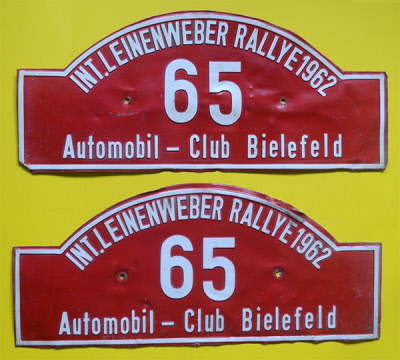 INT. LEINENWEBER RALLYE 1962
65
Automobil – Club Bielefeld
INT. LEINENWEBER RALLYE 1962
65
Automobil – Club Bielefeld